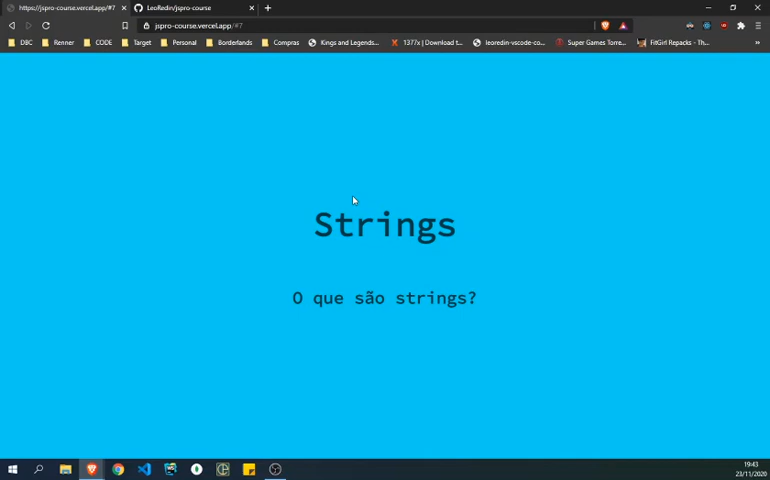 https://jspro-course.vercel.app/#7
LeoRedin/jspro-course
jspro-course.vercel.app/#7
DBC
Renner
CODE
Target
Personal
Borderlands
Compras
Kings and Legends...
1377x | Download t...
leoredin-vscode-co...
Super Games Torre...
FitGirl Repacks - Th...
Strings
O que são strings?
19:43
23/11/2020